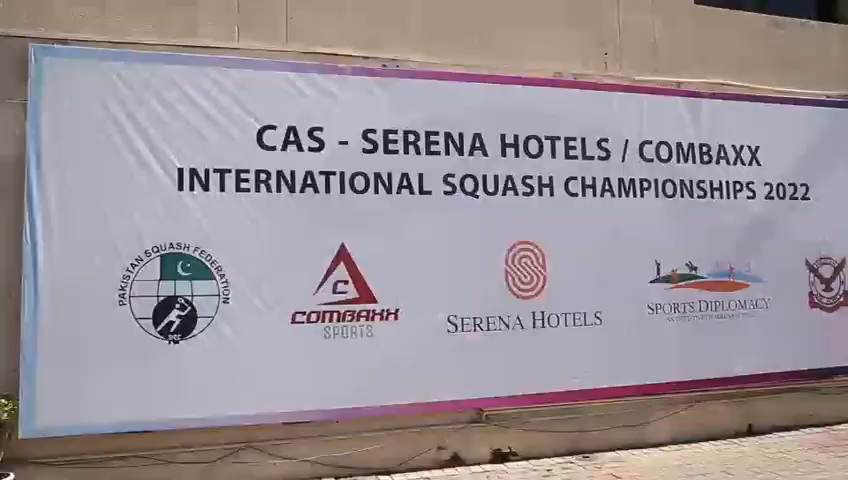 CAS - SERENA HOTELS / COMBAXX
INTERNATIONAL SQUASH CHAMPIONSHIPS 2022
PAKISTAN SQUASH FEDERATION
C
COMBAXX
SPORTS
SERENA HOTELS
SPORTS DIPLOMACY